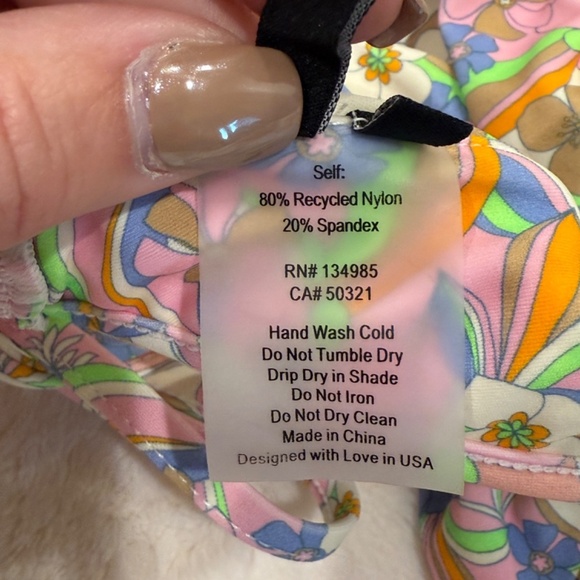 Self:
80% Recycled Nylon
20% Spandex
RN# 134985
CA# 50321
Hand Wash Cold
Do Not Tumble Dry
Drip Dry in Shade
Do Not Iron
Do Not Dry Clean
Made in China
Designed with Love in USA